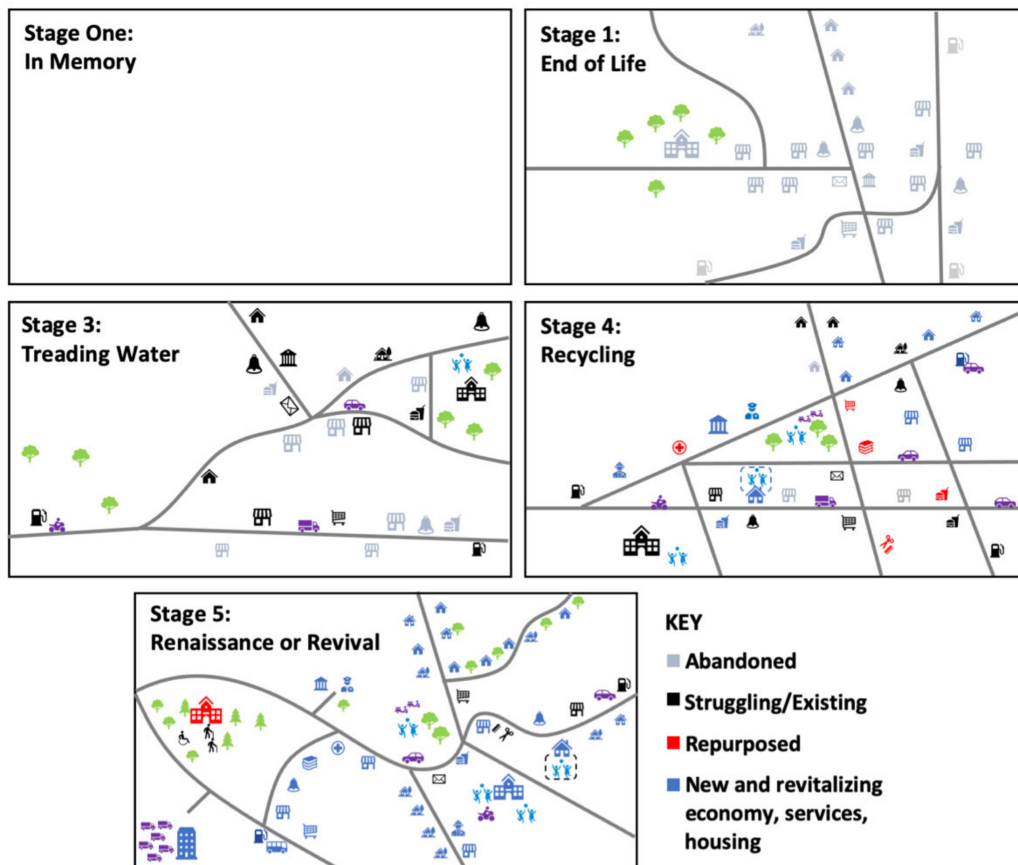 Stage One:
In Memory
Stage 1:
End of Life
Stage 3:
Treading Water
Stage 4:
Recycling
Stage 5:
Renaissance or Revival
KEY
Abandoned
Struggling/Existing
Repurposed
New and revitalizing
economy, services,
housing